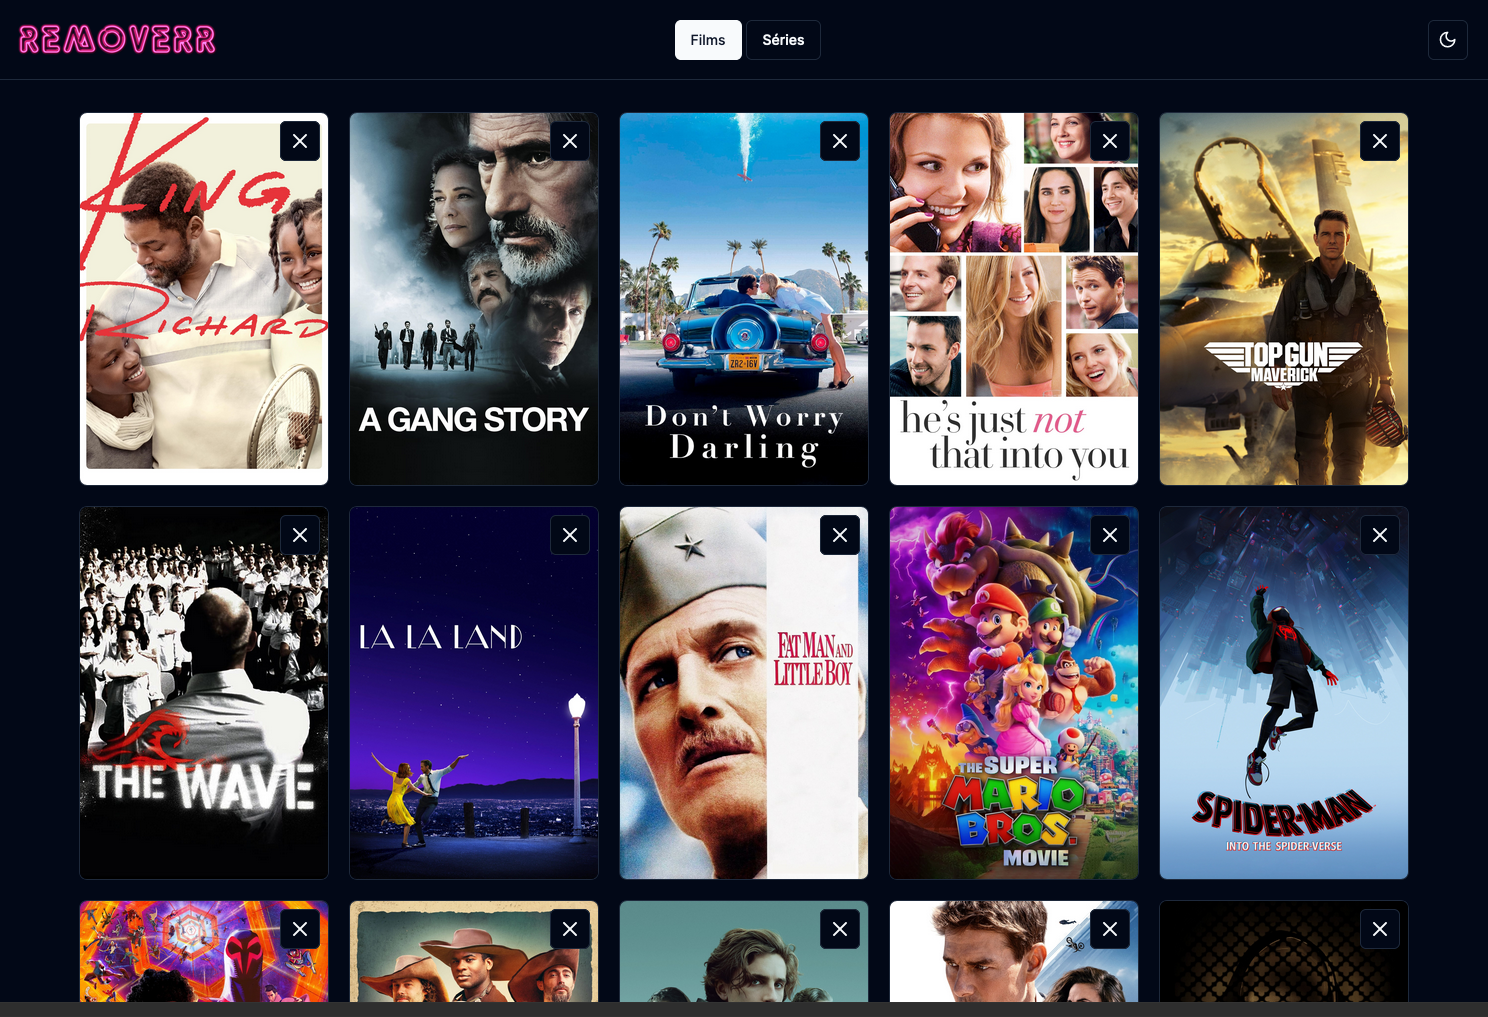 REMOVERR
Films
Séries
KING
RICHARD
A GANG STORY
ZR2-16V
Don't Worry
Darling
he's just not
that into you
TOP GUN
MAVERICK
THE WAVE
LA LA LAND
FAT MAN AND
LITTLE BOY
THE SUPER
MARIO
BROS.
MOVIE
SPIDER-MAN
INTO THE SPIDER-VERSE